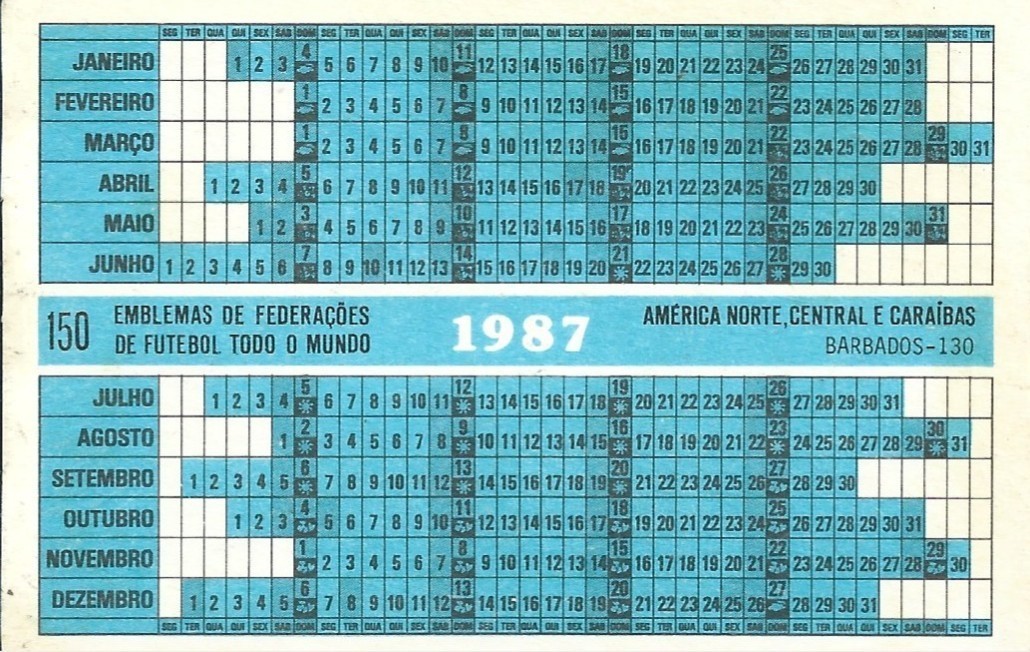 SEG TER QUA QUI SEX SAB DOM SEG TER QUA QUI SEX SAB DOM SEG TER QUA QUI SEX SAB DOM SEG TER QUA QUI SEX SAB DOM SEG TER QUA QUI SEX SAB DOM SEG TER
JANEIRO 1 2 3 4 5 6 7 8 9 10 11 12 13 14 15 16 17 18 19 20 21 22 23 24 25 26 27 28 29 30 31
FEVEREIRO 1 2 3 4 5 6 7 8 9 10 11 12 13 14 15 16 17 18 19 20 21 22 23 24 25 26 27 28
MARÇO 1 2 3 4 5 6 7 8 9 10 11 12 13 14 15 16 17 18 19 20 21 22 23 24 25 26 27 28 29 30 31
ABRIL 1 2 3 4 5 6 7 8 9 10 11 12 13 14 15 16 17 18 19 20 21 22 23 24 25 26 27 28 29 30
MAIO 1 2 3 4 5 6 7 8 9 10 11 12 13 14 15 16 17 18 19 20 21 22 23 24 25 26 27 28 29 30 31
JUNHO 1 2 3 4 5 6 7 8 9 10 11 12 13 14 15 16 17 18 19 20 21 22 23 24 25 26 27 28 29 30
150 EMBLEMAS DE FEDERAÇÕES
DE FUTEBOL TODO O MUNDO
1987
AMÉRICA NORTE, CENTRAL E CARAÍBAS
BARBADOS-130
JULHO 1 2 3 4 5 6 7 8 9 10 11 12 13 14 15 16 17 18 19 20 21 22 23 24 25 26 27 28 29 30 31
AGOSTO 1 2 3 4 5 6 7 8 9 10 11 12 13 14 15 16 17 18 19 20 21 22 23 24 25 26 27 28 29 30 31
SETEMBRO 1 2 3 4 5 6 7 8 9 10 11 12 13 14 15 16 17 18 19 20 21 22 23 24 25 26 27 28 29 30
OUTUBRO 1 2 3 4 5 6 7 8 9 10 11 12 13 14 15 16 17 18 19 20 21 22 23 24 25 26 27 28 29 30 31
NOVEMBRO 1 2 3 4 5 6 7 8 9 10 11 12 13 14 15 16 17 18 19 20 21 22 23 24 25 26 27 28 29 30
DEZEMBRO 1 2 3 4 5 6 7 8 9 10 11 12 13 14 15 16 17 18 19 20 21 22 23 24 25 26 27 28 29 30 31
SEG TER QUA QUI SEX SAB DOM SEG TER QUA QUI SEX SAB DOM SEG TER QUA QUI SEX SAB DOM SEG TER QUA QUI SEX SAB DOM SEG TER QUA QUI SEX SAB DOM SEG TER